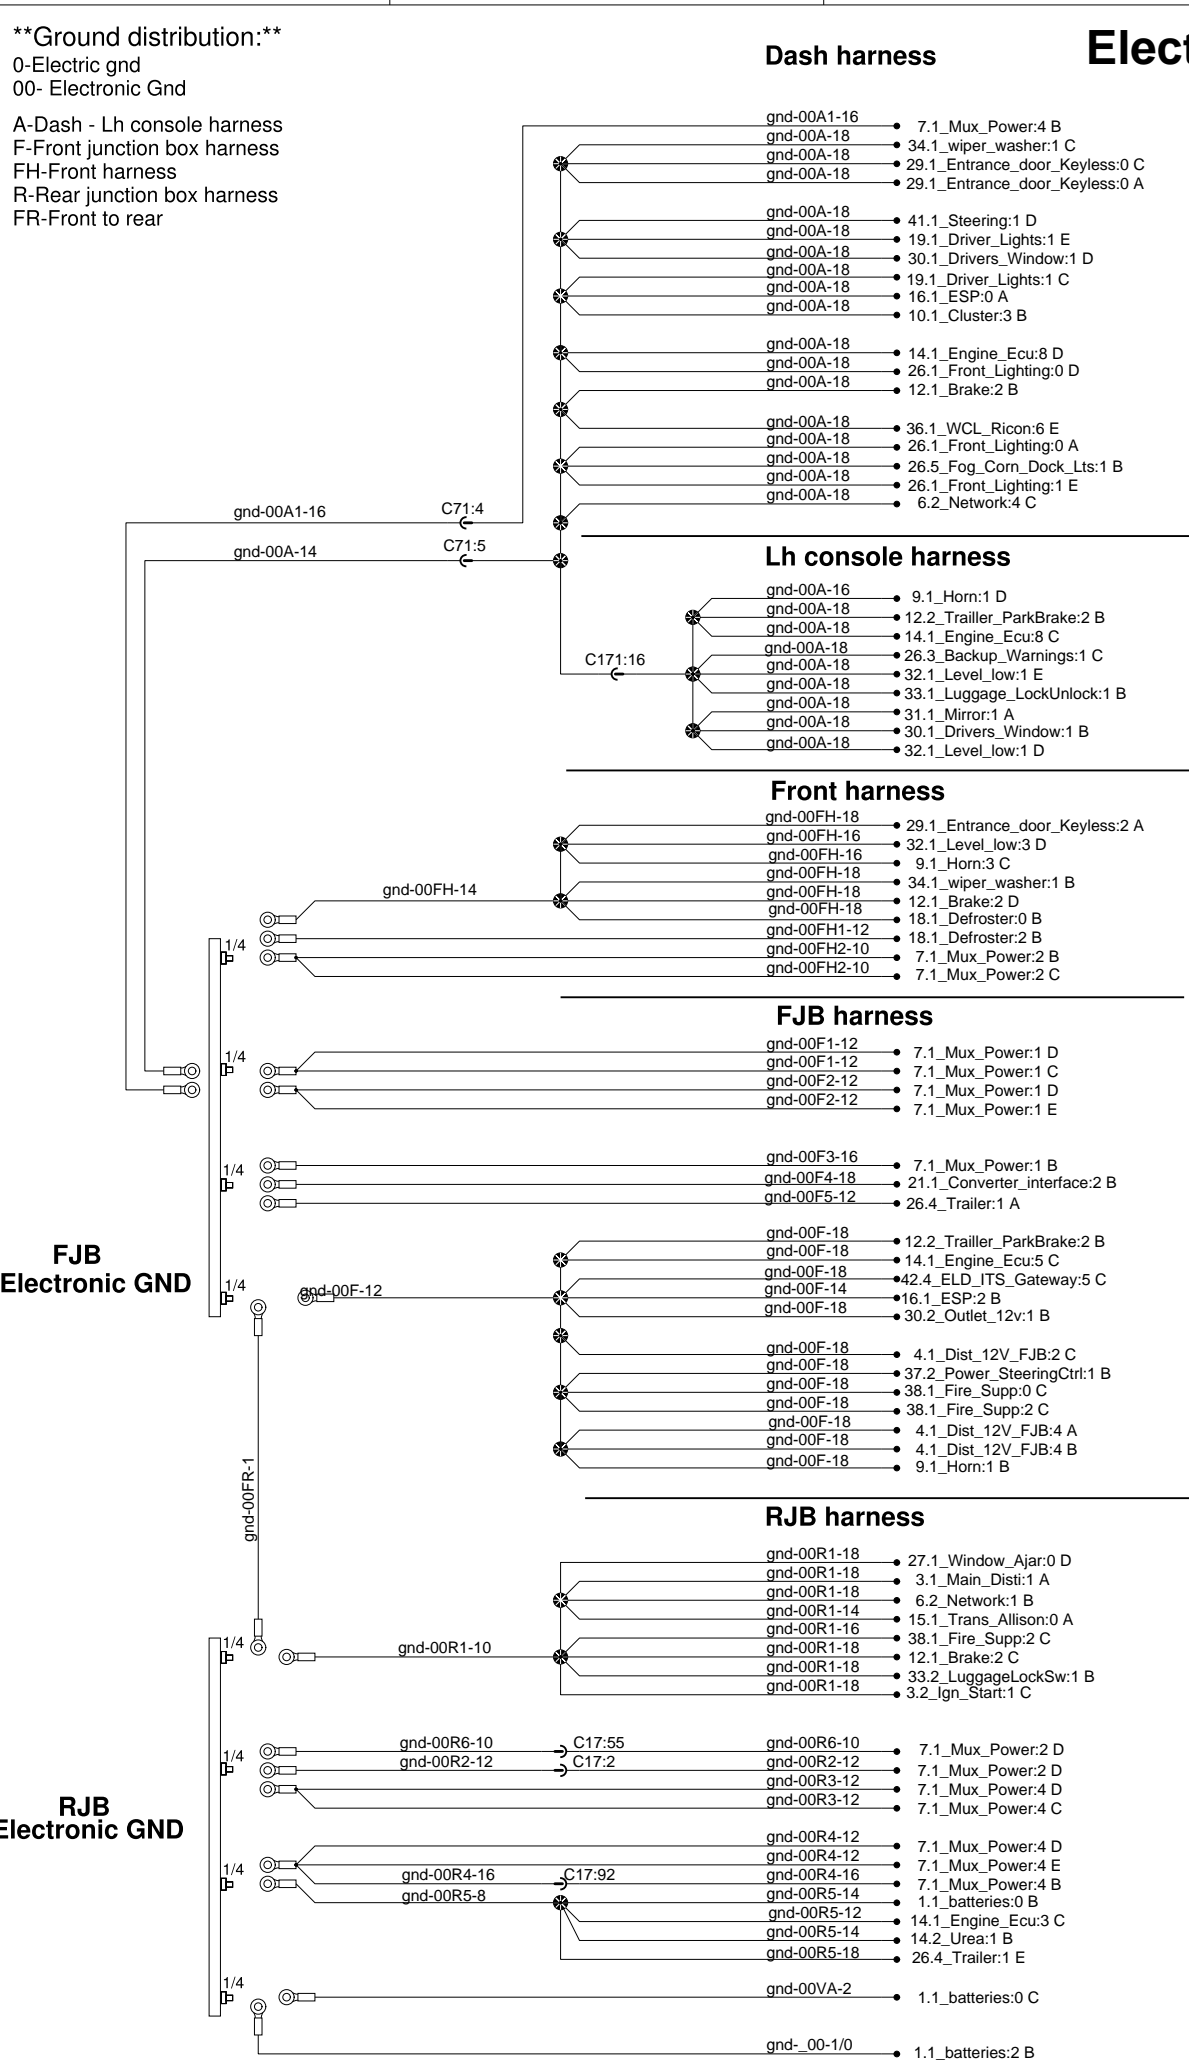 **Ground distribution:**
0-Electric gnd
00- Electronic Gnd
A-Dash - Lh console harness
F-Front junction box harness
FH-Front harness
R-Rear junction box harness
FR-Front to rear
Elect
Dash harness
gnd-00A1-16 7.1_Mux_Power:4 B
gnd-00A-18 34.1_wiper_washer:1 C
gnd-00A-18 29.1_Entrance_door_Keyless:0 C
gnd-00A-18 29.1_Entrance_door_Keyless:0 A
gnd-00A-18 41.1_Steering:1 D
gnd-00A-18 19.1_Driver_Lights:1 E
gnd-00A-18 30.1_Drivers_Window:1 D
gnd-00A-18 19.1_Driver_Lights:1 C
gnd-00A-18 16.1_ESP:0 A
gnd-00A-18 10.1_Cluster:3 B
gnd-00A-18 14.1_Engine_Ecu:8 D
gnd-00A-18 26.1_Front_Lighting:0 D
gnd-00A-18 12.1_Brake:2 B
gnd-00A-18 36.1_WCL_Ricon:6 E
gnd-00A-18 26.1_Front_Lighting:0 A
gnd-00A-18 26.5_Fog_Corn_Dock_Lts:1 B
gnd-00A-18 26.1_Front_Lighting:1 E
gnd-00A-18 6.2_Network:4 C
gnd-00A1-16 C71:4
gnd-00A-14 C71:5
Lh console harness
gnd-00A-16 9.1_Horn:1 D
gnd-00A-18 12.2_Trailler_ParkBrake:2 B
gnd-00A-18 14.1_Engine_Ecu:8 C
gnd-00A-18 26.3_Backup_Warnings:1 C
C171:16 gnd-00A-18 32.1_Level_low:1 E
gnd-00A-18 33.1_Luggage_LockUnlock:1 B
gnd-00A-18 31.1_Mirror:1 A
gnd-00A-18 30.1_Drivers_Window:1 B
gnd-00A-18 32.1_Level_low:1 D
Front harness
gnd-00FH-18 29.1_Entrance_door_Keyless:2 A
gnd-00FH-16 32.1_Level_low:3 D
gnd-00FH-16 9.1_Horn:3 C
gnd-00FH-18 34.1_wiper_washer:1 B
gnd-00FH-14 gnd-00FH-18 12.1_Brake:2 D
gnd-00FH-18 18.1_Defroster:0 B
gnd-00FH1-12 18.1_Defroster:2 B
1/4 gnd-00FH2-10 7.1_Mux_Power:2 B
gnd-00FH2-10 7.1_Mux_Power:2 C
FJB harness
gnd-00F1-12 7.1_Mux_Power:1 D
1/4 gnd-00F1-12 7.1_Mux_Power:1 C
gnd-00F2-12 7.1_Mux_Power:1 D
gnd-00F2-12 7.1_Mux_Power:1 E
gnd-00F3-16 7.1_Mux_Power:1 B
1/4 gnd-00F4-18 21.1_Converter_interface:2 B
gnd-00F5-12 26.4_Trailer:1 A
FJB
Electronic GND
gnd-00F-18 12.2_Trailler_ParkBrake:2 B
gnd-00F-18 14.1_Engine_Ecu:5 C
gnd-00F-18 42.4_ELD_ITS_Gateway:5 C
1/4 gnd-00F-12 gnd-00F-14 16.1_ESP:2 B
gnd-00F-18 30.2_Outlet_12v:1 B
gnd-00F-18 4.1_Dist_12V_FJB:2 C
gnd-00F-18 37.2_Power_SteeringCtrl:1 B
gnd-00F-18 38.1_Fire_Supp:0 C
gnd-00F-18 38.1_Fire_Supp:2 C
gnd-00F-18 4.1_Dist_12V_FJB:4 A
gnd-00F-18 4.1_Dist_12V_FJB:4 B
gnd-00F-18 9.1_Horn:1 B
gnd-00FR-1
RJB harness
gnd-00R1-18 27.1_Window_Ajar:0 D
gnd-00R1-18 3.1_Main_Disti:1 A
gnd-00R1-18 6.2_Network:1 B
gnd-00R1-14 15.1_Trans_Allison:0 A
gnd-00R1-16 38.1_Fire_Supp:2 C
1/4 gnd-00R1-10 gnd-00R1-18 12.1_Brake:2 C
gnd-00R1-18 33.2_LuggageLockSw:1 B
gnd-00R1-18 3.2_Ign_Start:1 C
gnd-00R6-10 C17:55 gnd-00R6-10 7.1_Mux_Power:2 D
1/4 gnd-00R2-12 C17:2 gnd-00R2-12 7.1_Mux_Power:2 D
gnd-00R3-12 7.1_Mux_Power:4 D
gnd-00R3-12 7.1_Mux_Power:4 C
RJB
Electronic GND
gnd-00R4-12 7.1_Mux_Power:4 D
gnd-00R4-12 7.1_Mux_Power:4 E
1/4 gnd-00R4-16 C17:92 gnd-00R4-16 7.1_Mux_Power:4 B
gnd-00R5-8 gnd-00R5-14 1.1_batteries:0 B
gnd-00R5-12 14.1_Engine_Ecu:3 C
gnd-00R5-14 14.2_Urea:1 B
gnd-00R5-18 26.4_Trailer:1 E
1/4 gnd-00VA-2 1.1_batteries:0 C
gnd-_00-1/0 1.1_batteries:2 B